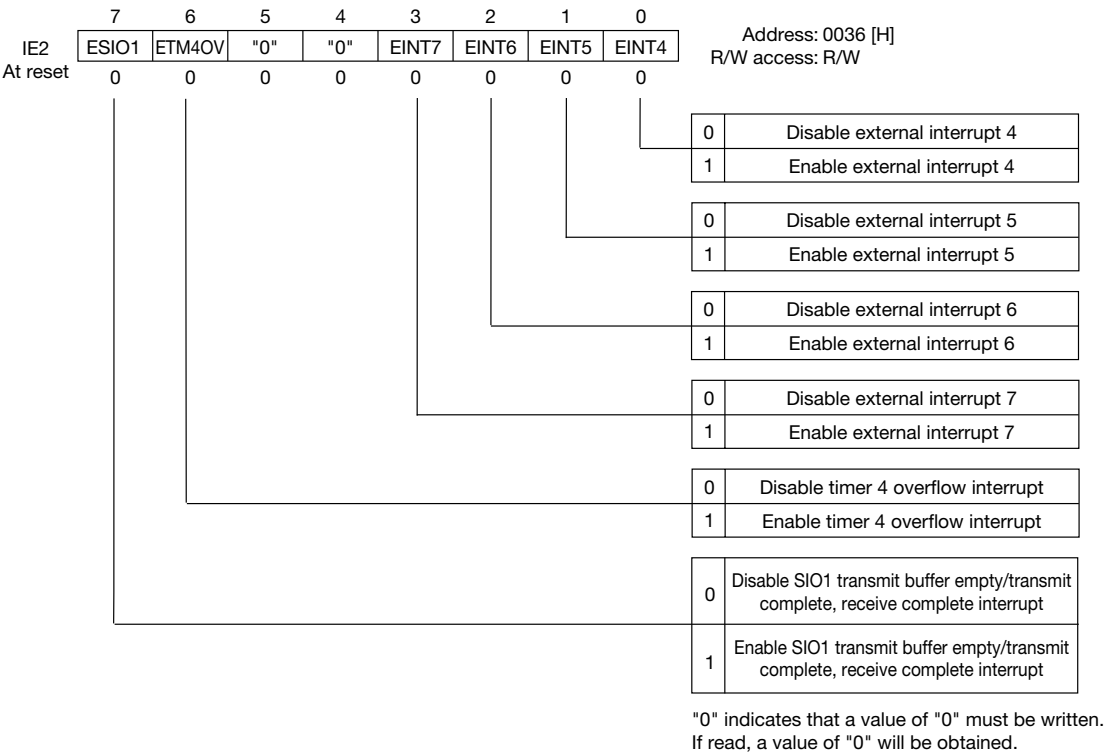 7 6 5 4 3 2 1 0
IE2 ESIO1 ETM4OV "0" "0" EINT7 EINT6 EINT5 EINT4
At reset 0 0 0 0 0 0 0 0
Address: 0036 [H]
R/W access: R/W
0 Disable external interrupt 4
1 Enable external interrupt 4
0 Disable external interrupt 5
1 Enable external interrupt 5
0 Disable external interrupt 6
1 Enable external interrupt 6
0 Disable external interrupt 7
1 Enable external interrupt 7
0 Disable timer 4 overflow interrupt
1 Enable timer 4 overflow interrupt
0 Disable SIO1 transmit buffer empty/transmit
complete, receive complete interrupt
1 Enable SIO1 transmit buffer empty/transmit
complete, receive complete interrupt
"0" indicates that a value of "0" must be written.
If read, a value of "0" will be obtained.